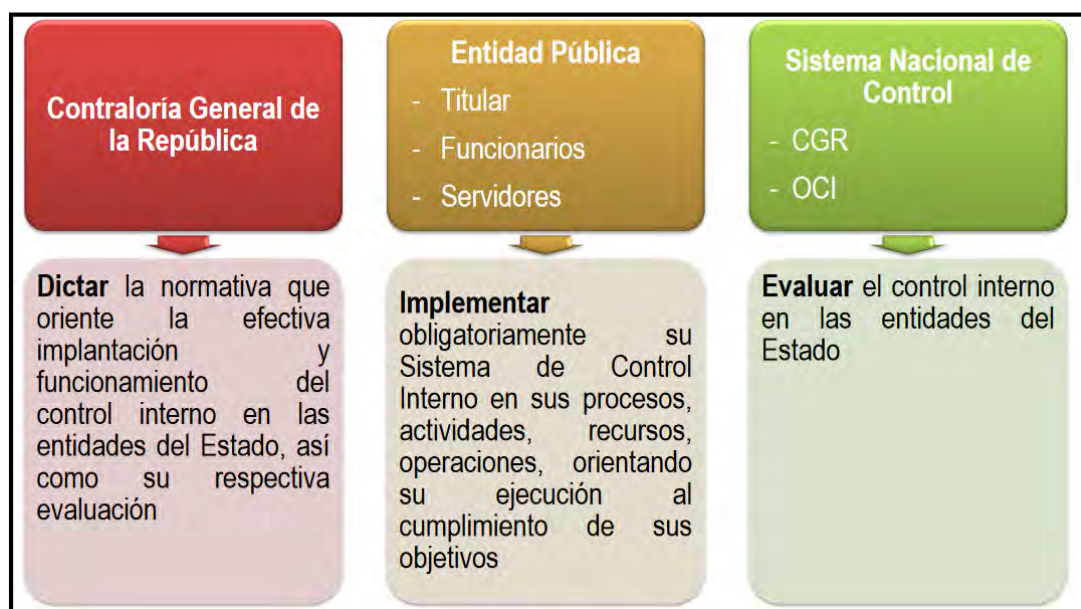 Contraloría General de
la República
Dictar la normativa que
oriente la efectiva
implantación y
funcionamiento del
control interno en las
entidades del Estado, así
como su respectiva
evaluación
Entidad Pública
- Titular
- Funcionarios
- Servidores
Implementar
obligatoriamente su
Sistema de Control
Interno en sus procesos,
actividades, recursos,
operaciones, orientando
su ejecución al
cumplimiento de sus
objetivos
Sistema Nacional de
Control
- CGR
- OCI
Evaluar el control interno
en las entidades del
Estado